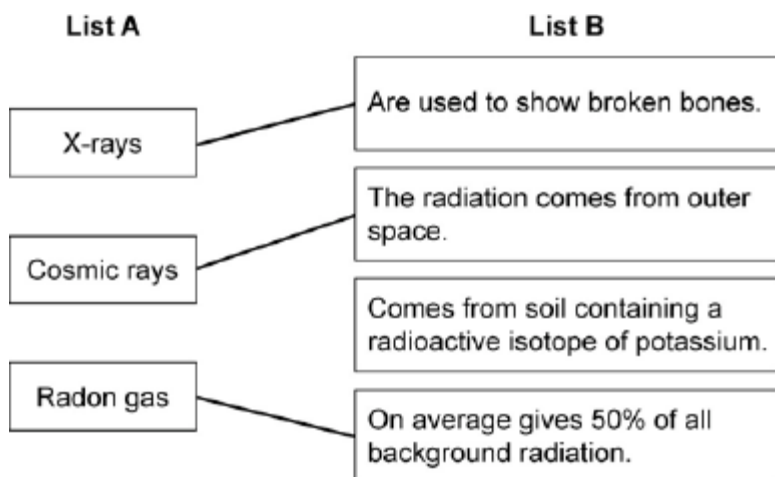 List A
List B
X-rays
Cosmic rays
Radon gas
Are used to show broken bones.
The radiation comes from outer
space.
Comes from soil containing a
radioactive isotope of potassium.
On average gives 50% of all
background radiation.